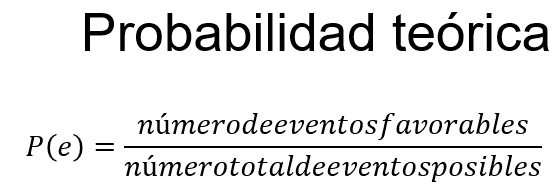 Probabilidad teórica
P(e) = númerodeeventosfavorables
númerototaldeeventosposibles